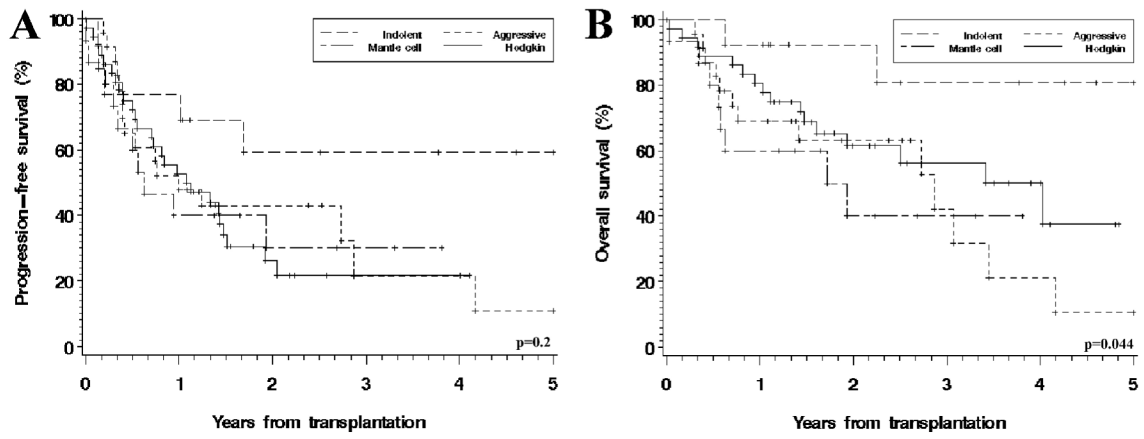 A
Progression-free survival (%)
100
80
60
40
20
0
Indolent Aggressive
Mantle cell Hodgkin
p=0.2
0 1 2 3 4 5
Years from transplantation
B
Overall survival (%)
100
80
60
40
20
0
Indolent Aggressive
Mantle cell Hodgkin
p=0.044
0 1 2 3 4 5
Years from transplantation